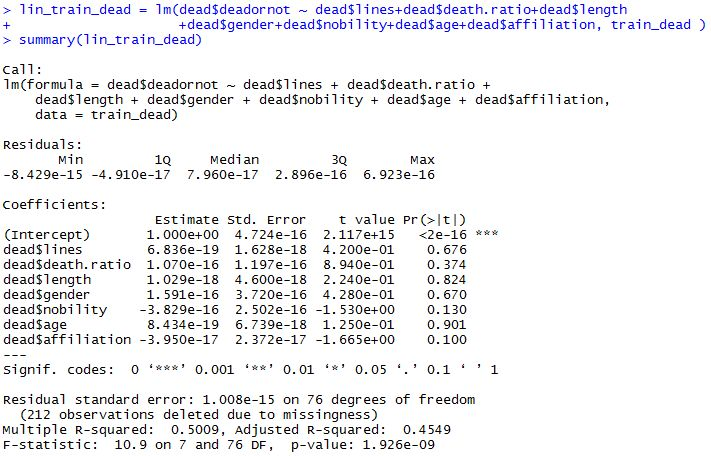 > lin_train_dead = lm(dead$deadornot ~ dead$lines+dead$death.ratio+dead$length
+                     +dead$gender+dead$nobility+dead$age+dead$affiliation, train_dead )
> summary(lin_train_dead)

Call:
lm(formula = dead$deadornot ~ dead$lines + dead$death.ratio +
    dead$length + dead$gender + dead$nobility + dead$age + dead$affiliation,
    data = train_dead)

Residuals:
       Min         1Q     Median         3Q        Max
-8.429e-15 -4.910e-17  7.960e-17  2.896e-16  6.923e-16

Coefficients:
                   Estimate Std. Error    t value Pr(>|t|)
(Intercept)       1.000e+00  4.724e-16  2.117e+15   <2e-16 ***
dead$lines        6.836e-19  1.628e-18  4.200e-01    0.676
dead$death.ratio  1.070e-16  1.197e-16  8.940e-01    0.374
dead$length       1.029e-18  4.600e-18  2.240e-01    0.824
dead$gender       1.591e-16  3.720e-16  4.280e-01    0.670
dead$nobility    -3.829e-16  2.502e-16 -1.530e+00    0.130
dead$age          8.434e-19  6.739e-18  1.250e-01    0.901
dead$affiliation -3.950e-17  2.372e-17 -1.665e+00    0.100
---
Signif. codes:  0 ‘***’ 0.001 ‘**’ 0.01 ‘*’ 0.05 ‘.’ 0.1 ‘ ’ 1

Residual standard error: 1.008e-15 on 76 degrees of freedom
  (212 observations deleted due to missingness)
Multiple R-squared:  0.5009, Adjusted R-squared:  0.4549
F-statistic:  10.9 on 7 and 76 DF,  p-value: 1.926e-09